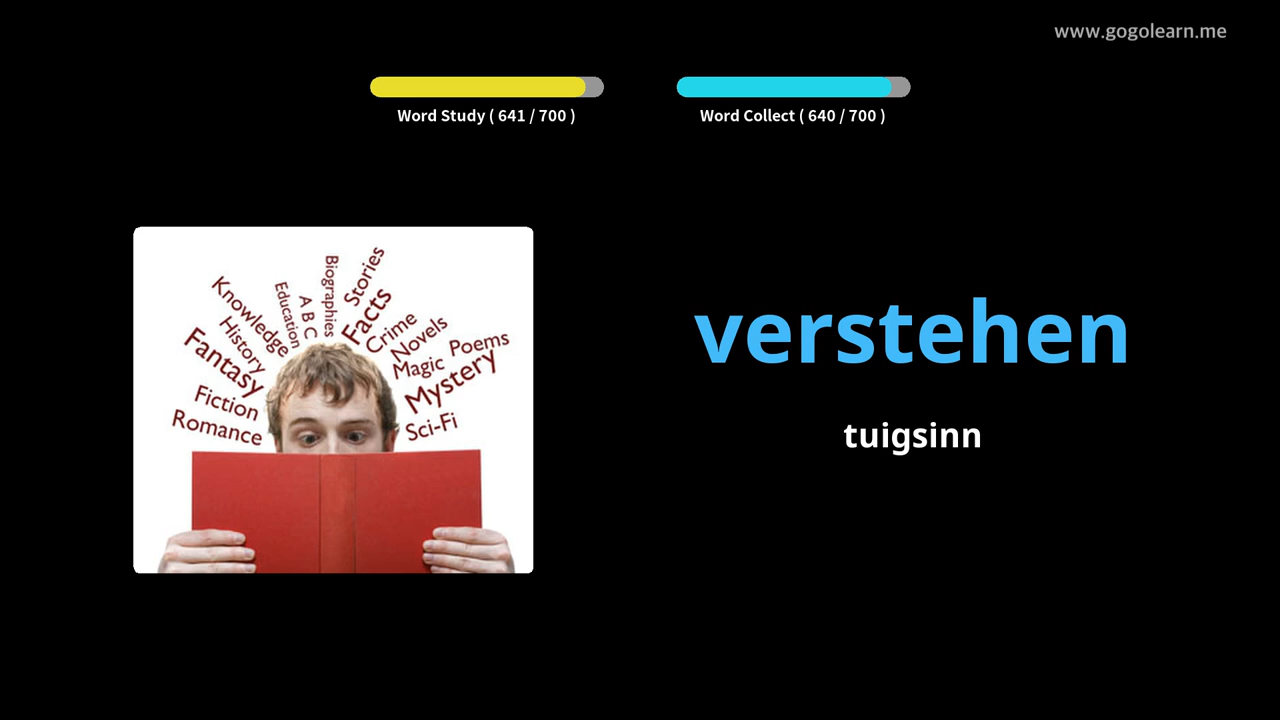 www.gogolearn.me
Word Study ( 641 / 700 )
Word Collect ( 640 / 700 )
Knowledge
History
Fantasy
Fiction
Romance
Education
A B C
Biographies
Stories
Facts
Crime
Novels
Magic
Poems
Mystery
Sci-Fi
verstehen
tuigsinn